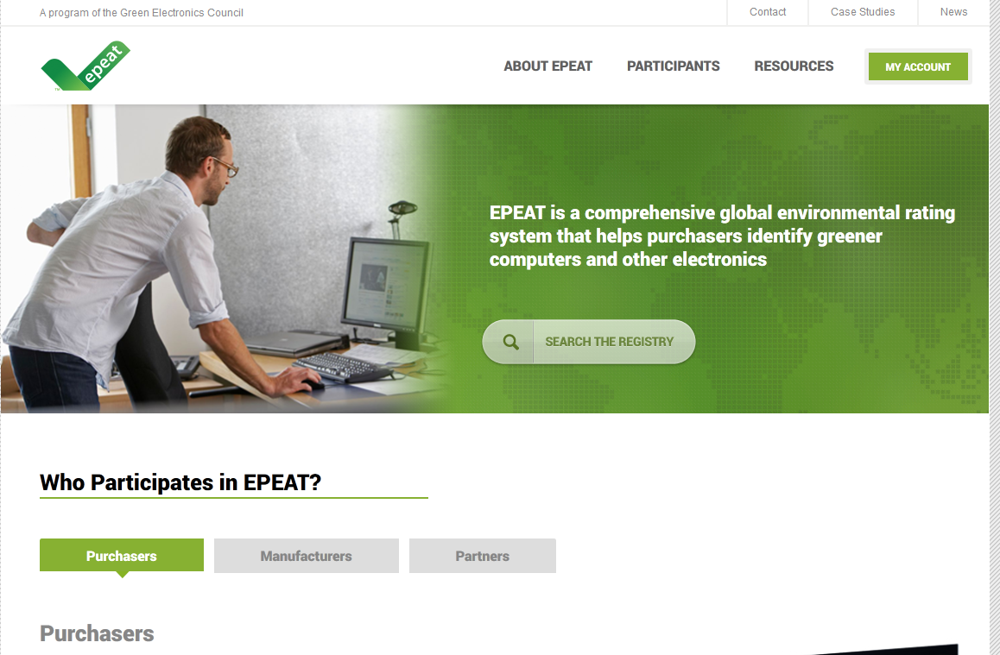 A program of the Green Electronics Council
Contact
Case Studies
News
epeat
TM
ABOUT EPEAT
PARTICIPANTS
RESOURCES
MY ACCOUNT
EPEAT is a comprehensive global environmental rating
system that helps purchasers identify greener
computers and other electronics
SEARCH THE REGISTRY
Who Participates in EPEAT?
Purchasers
Manufacturers
Partners
Purchasers